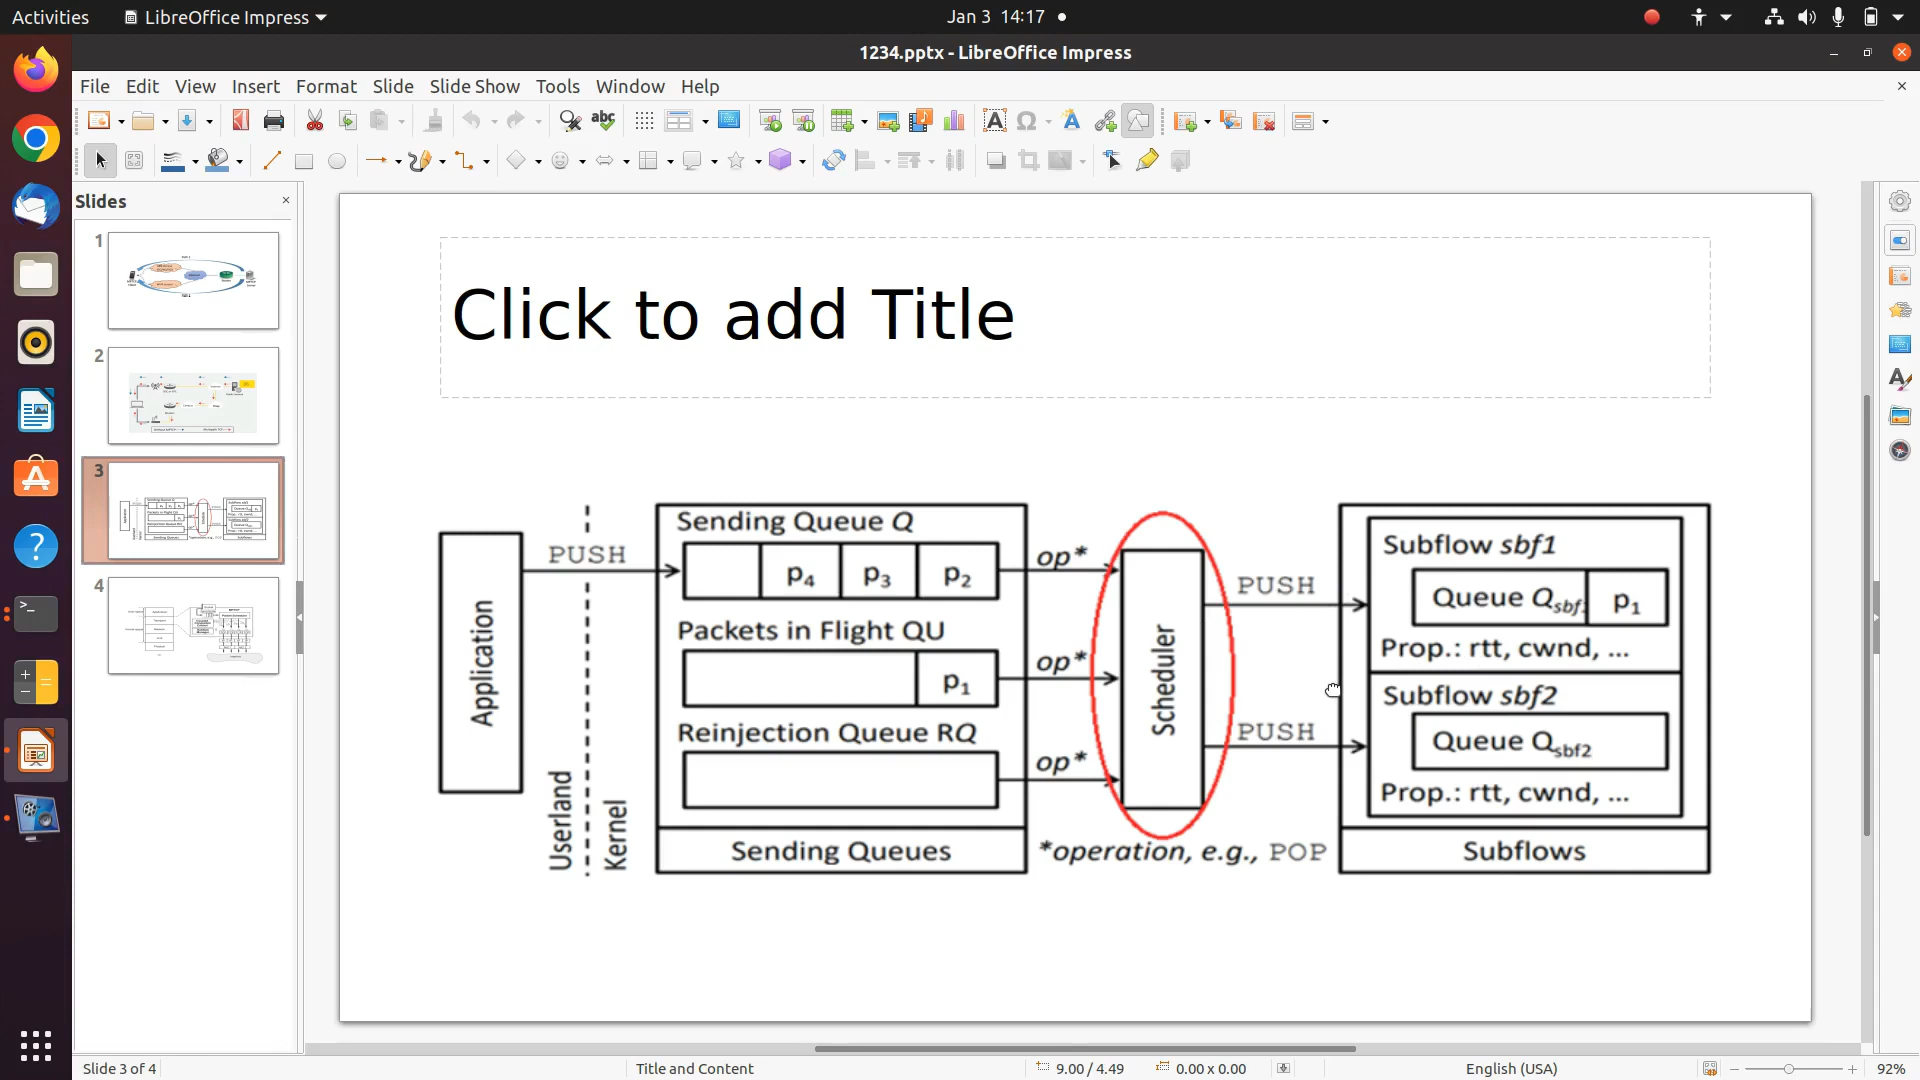 Activities
LibreOffice Impress
Jan 3 14:17
1234.pptx - LibreOffice Impress
File Edit View Insert Format Slide Slide Show Tools Window Help
Slides
1
2
3
4
Click to add Title
Application
PUSH
Userland
Kernel
Sending Queue Q
p4 p3 p2
Packets in Flight QU
p1
Reinjection Queue RQ
Sending Queues
op*
op*
op*
Scheduler
*operation, e.g., POP
PUSH
PUSH
Subflow sbf1
Queue Qsbf
p1
Prop.: rtt, cwnd, ...
Subflow sbf2
Queue Qsbf2
Prop.: rtt, cwnd, ...
Subflows
Slide 3 of 4
Title and Content
9.00 / 4.49
0.00 x 0.00
English (USA)
92%